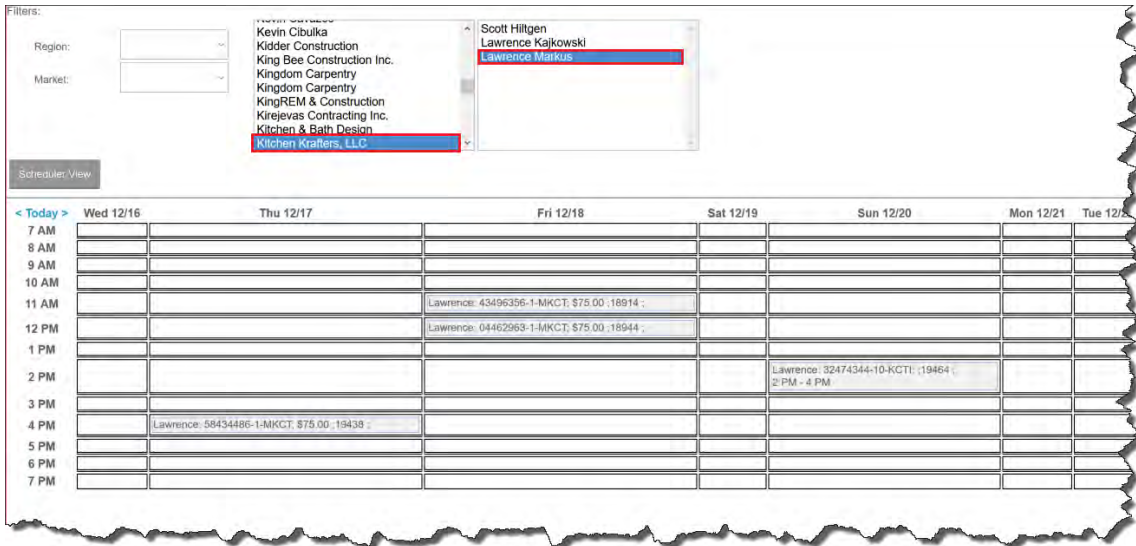 Filters:
Region:
Market:
Kevin Cibulka
Kidder Construction
King Bee Construction Inc.
Kingdom Carpentry
Kingdom Carpentry
KingREM & Construction
Kirejevas Contracting Inc.
Kitchen & Bath Design
Kitchen Krafters, LLC
Scott Hiltgen
Lawrence Kajkowski
Lawrence Markus
Scheduler View
< Today > Wed 12/16 Thu 12/17 Fri 12/18 Sat 12/19 Sun 12/20 Mon 12/21 Tue
7 AM
8 AM
9 AM
10 AM
11 AM Lawrence: 43496356-1-MKCT; $75.00 ;18914 ;
12 PM Lawrence: 04462963-1-MKCT; $75.00 ;18944 ;
1 PM
2 PM Lawrence: 32474344-10-KCTI; ;19464 ;
2 PM - 4 PM
3 PM
4 PM Lawrence: 58434486-1-MKCT; $75.00 ;19438 ;
5 PM
6 PM
7 PM